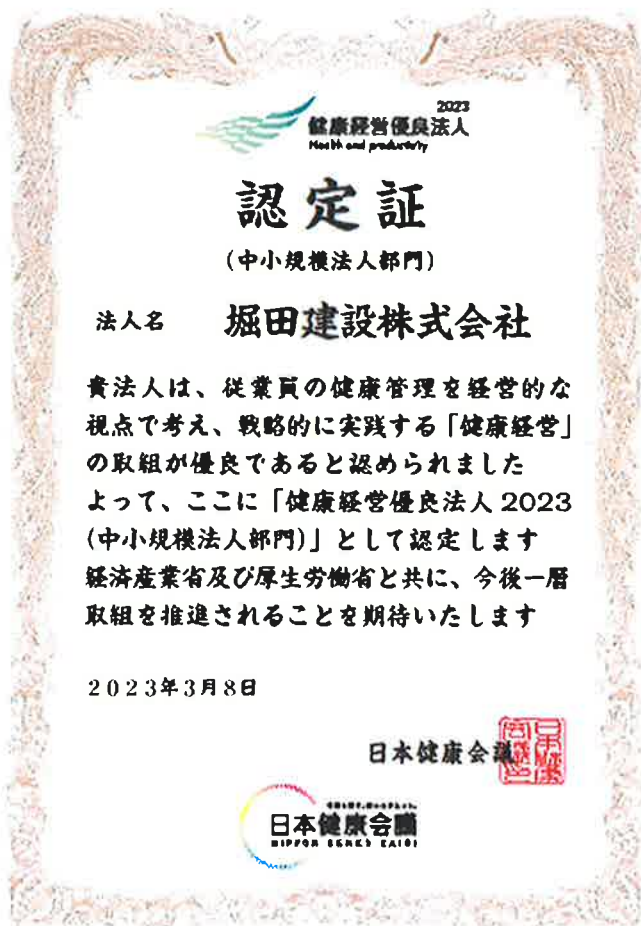 2023
健康経営優良法人
Health and productivity
認定証
(中小規模法人部門)
法人名 堀田建設株式会社
貴法人は、従業員の健康管理を経営的な
視点で考え、戦略的に実践する「健康経営」
の取組が優良であると認められました
よって、ここに「健康経営優良法人2023
(中小規模法人部門)」として認定します
経済産業省及び厚生労働省と共に、今後一層
取組を推進されることを期待いたします
2023年3月8日
日本健康会議
日本健康会議
NIPPON KENKO KAIGI